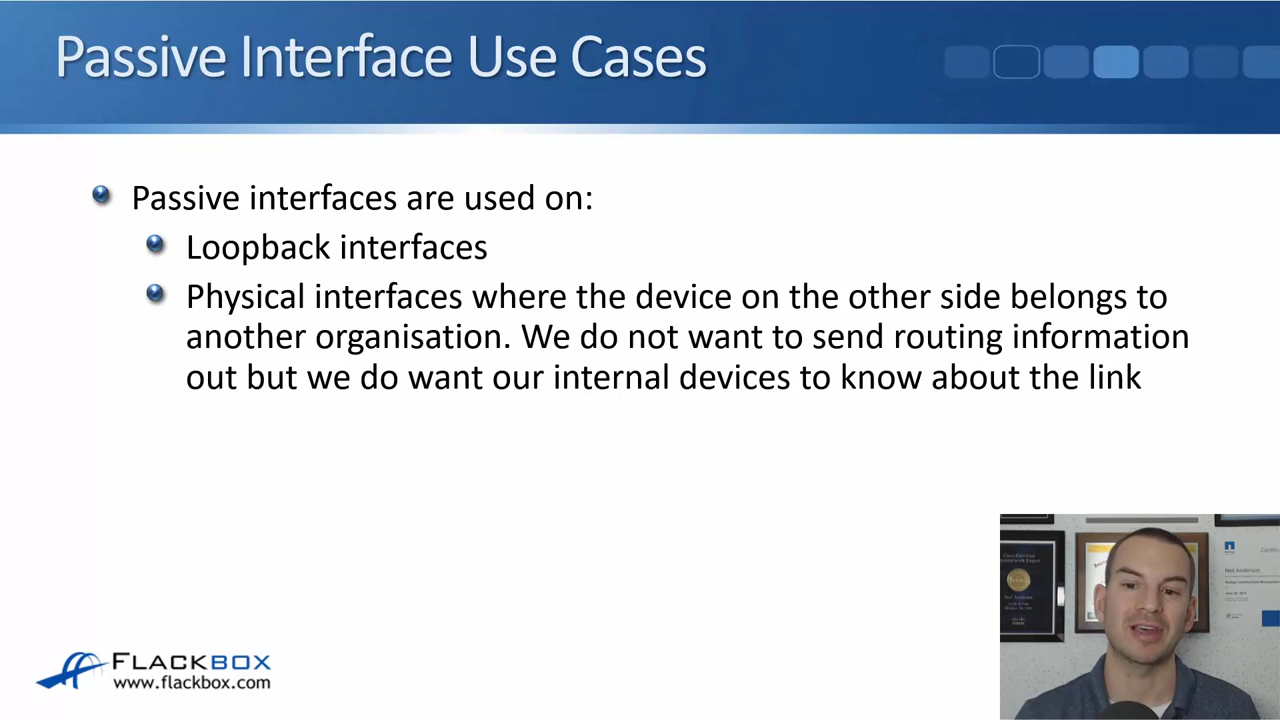 Passive Interface Use Cases
Passive interfaces are used on:
Loopback interfaces
Physical interfaces where the device on the other side belongs to
another organisation. We do not want to send routing information
out but we do want our internal devices to know about the link
FLACKBOX
www.flackbox.com
Neil Anderson